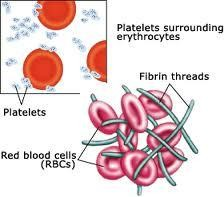 Platelets surrounding
erythrocytes
Fibrin threads
Platelets
Red blood cells
(RBCs)